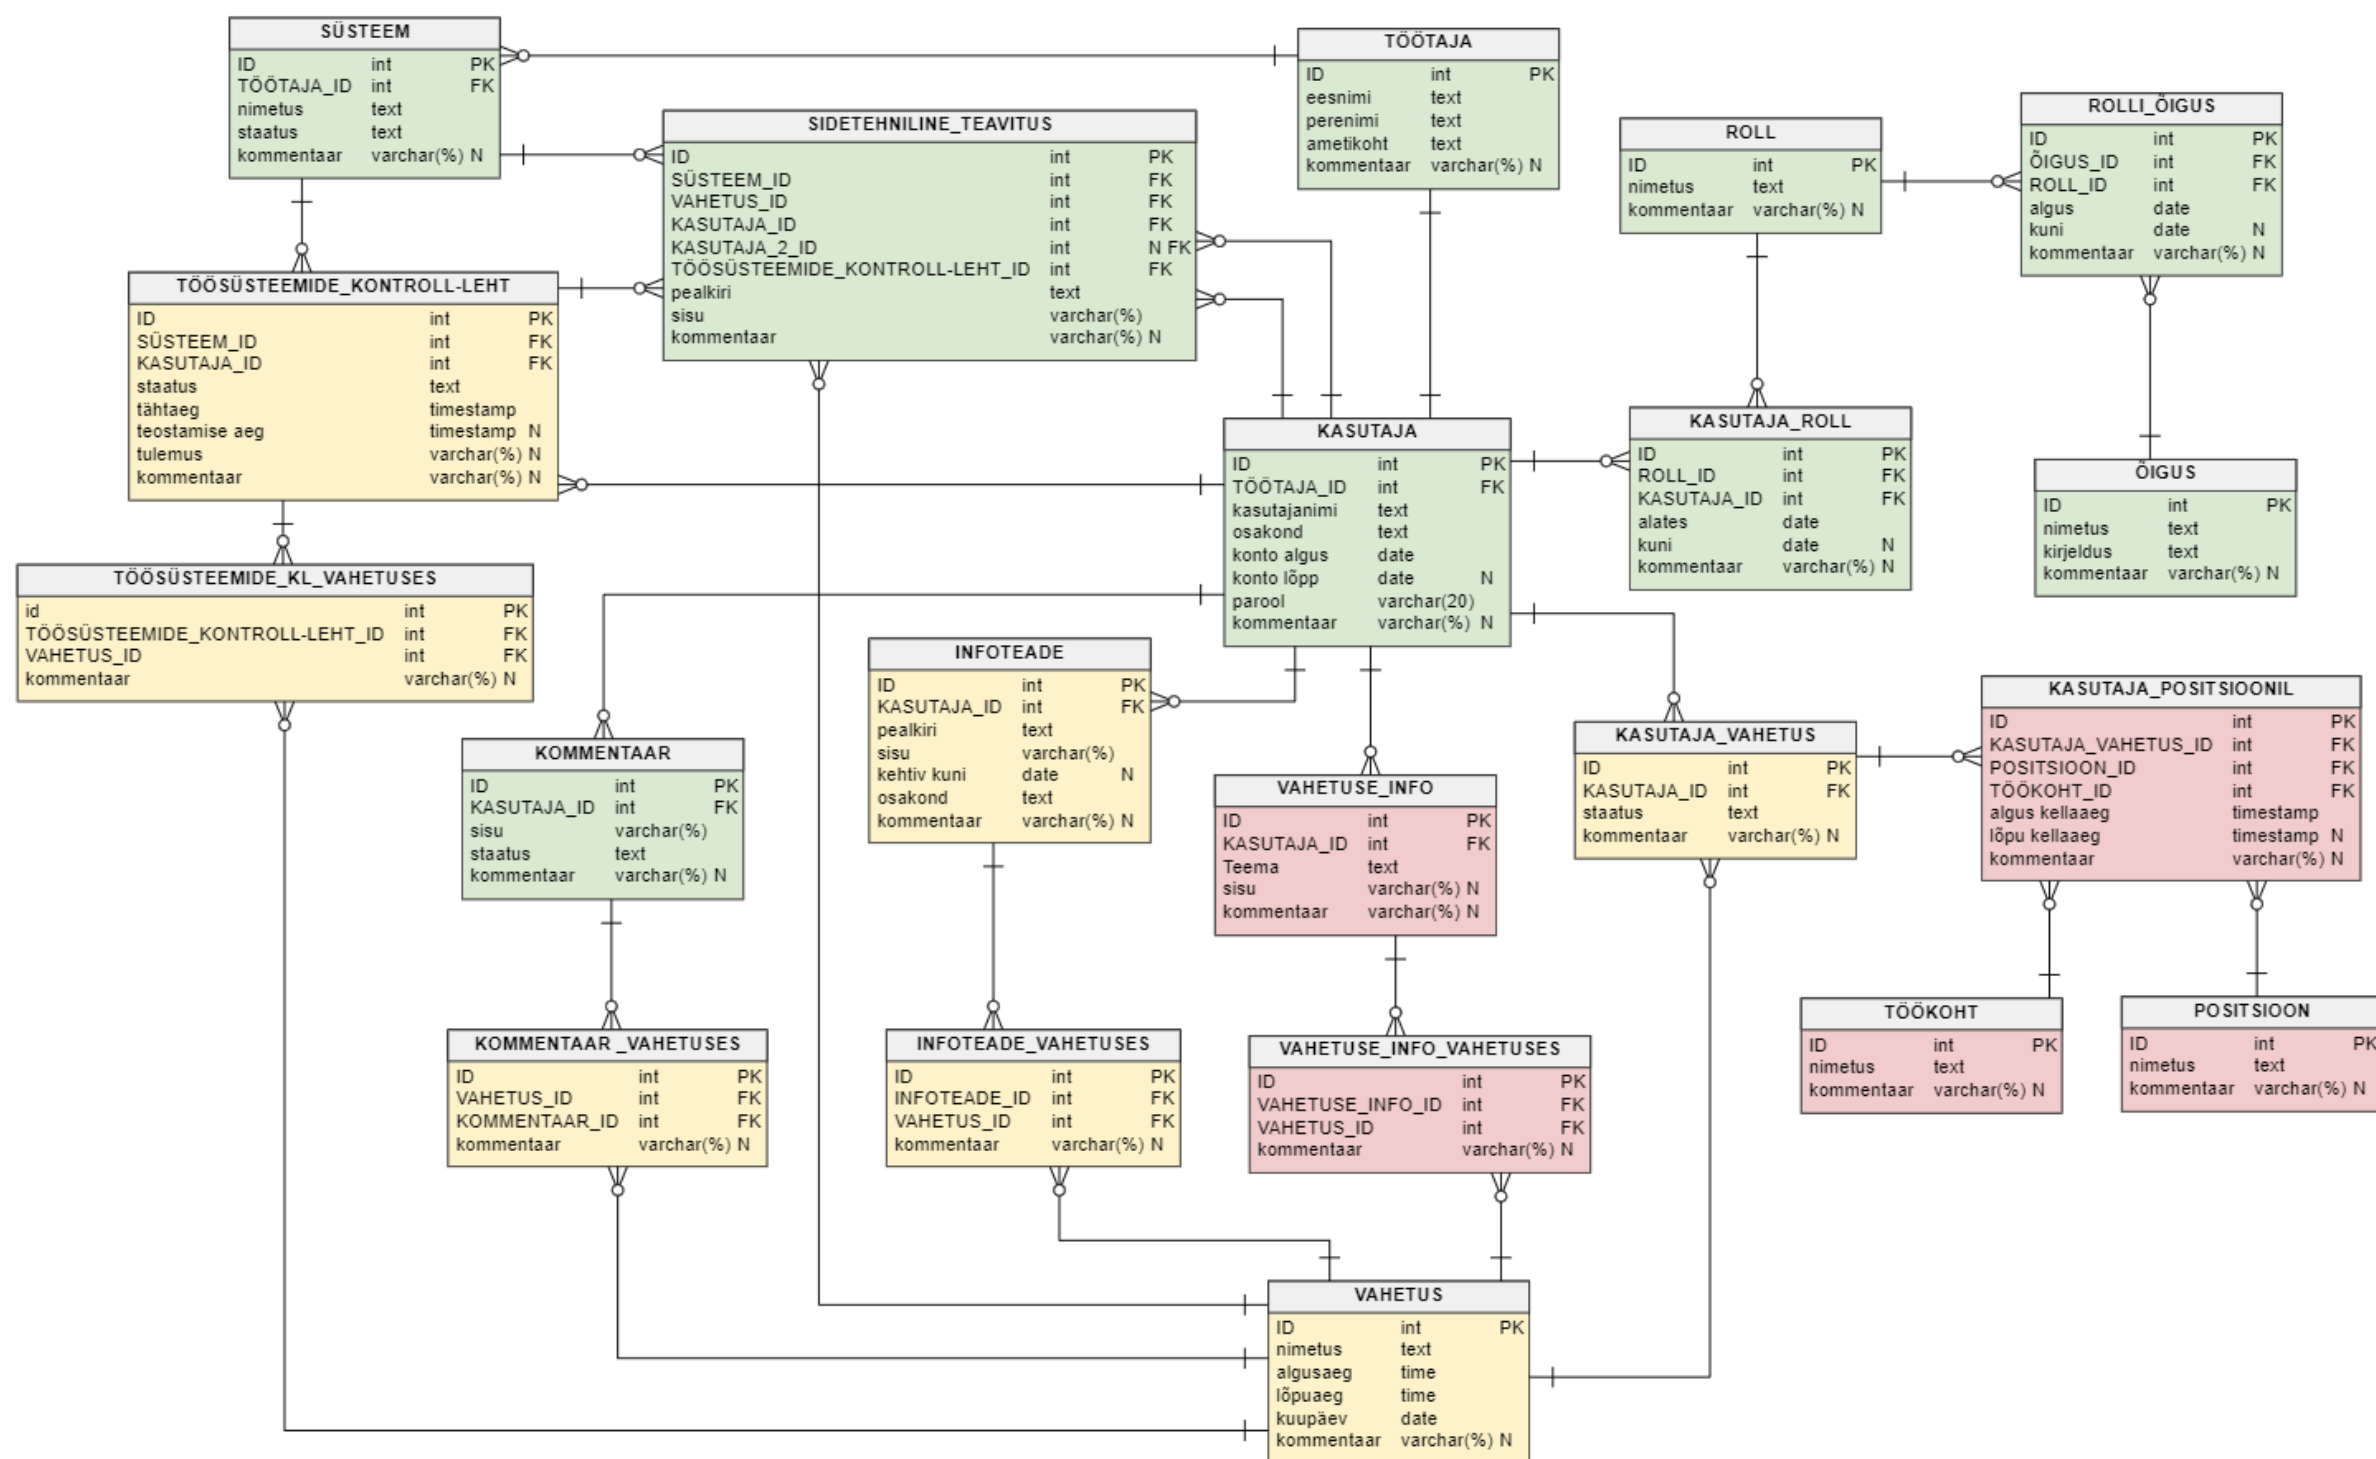 SÜSTEEM
ID int PK
TÖÖTAJA_ID int FK
nimetus text
staatus text
kommentaar varchar(%) N
TÖÖTAJA
ID int PK
eesnimi text
perenimi text
ametikoht text
kommentaar varchar(%) N
SIDETEHNILINE_TEAVITUS
ID int PK
SÜSTEEM_ID int FK
VAHETUS_ID int FK
KASUTAJA_ID int FK
KASUTAJA_2_ID int N FK
TÖÖSÜSTEEMIDE_KONTROLL-LEHT_ID int FK
pealkiri text
sisu varchar(%)
kommentaar varchar(%) N
ROLL
ID int PK
nimetus text
kommentaar varchar(%) N
ROLLI_ÕIGUS
ID int PK
ÕIGUS_ID int FK
ROLL_ID int FK
algus date
kuni date N
kommentaar varchar(%) N
TÖÖSÜSTEEMIDE_KONTROLL-LEHT
ID int PK
SÜSTEEM_ID int FK
KASUTAJA_ID int FK
staatus text
tähtaeg timestamp
teostamise aeg timestamp N
tulemus varchar(%) N
kommentaar varchar(%) N
KASUTAJA
ID int PK
TÖÖTAJA_ID int FK
kasutajanimi text
osakond text
konto algus date
konto lõpp date N
parool varchar(20)
kommentaar varchar(%) N
KASUTAJA_ROLL
ID int PK
ROLL_ID int FK
KASUTAJA_ID int FK
alates date
kuni date N
kommentaar varchar(%) N
ÕIGUS
ID int PK
nimetus text
kirjeldus text
kommentaar varchar(%) N
TÖÖSÜSTEEMIDE_KL_VAHETUSES
id int PK
TÖÖSÜSTEEMIDE_KONTROLL-LEHT_ID int FK
VAHETUS_ID int FK
kommentaar varchar(%) N
INFOTEADE
ID int PK
KASUTAJA_ID int FK
pealkiri text
sisu varchar(%)
kehtiv kuni date N
osakond text
kommentaar varchar(%) N
KOMMENTAAR
ID int PK
KASUTAJA_ID int FK
sisu varchar(%)
staatus text
kommentaar varchar(%) N
VAHETUSE_INFO
ID int PK
KASUTAJA_ID int FK
Teema text
sisu varchar(%) N
kommentaar varchar(%) N
KASUTAJA_VAHETUS
ID int PK
KASUTAJA_ID int FK
staatus text
kommentaar varchar(%) N
KASUTAJA_POSITSIOONIL
ID int PK
KASUTAJA_VAHETUS_ID int FK
POSITSIOON_ID int FK
TÖÖKOHT_ID int FK
algus kellaaeg timestamp
lõpu kellaaeg timestamp N
kommentaar varchar(%) N
TÖÖKOHT
ID int PK
nimetus text
kommentaar varchar(%) N
POSITSIOON
ID int PK
nimetus text
kommentaar varchar(%) N
KOMMENTAAR_VAHETUSES
ID int PK
VAHETUS_ID int FK
KOMMENTAAR_ID int FK
kommentaar varchar(%) N
INFOTEADE_VAHETUSES
ID int PK
INFOTEADE_ID int FK
VAHETUS_ID int FK
kommentaar varchar(%) N
VAHETUSE_INFO_VAHETUSES
ID int PK
VAHETUSE_INFO_ID int FK
VAHETUS_ID int FK
kommentaar varchar(%) N
VAHETUS
ID int PK
nimetus text
algusaeg time
lõpuaeg time
kuupäev date
kommentaar varchar(%) N